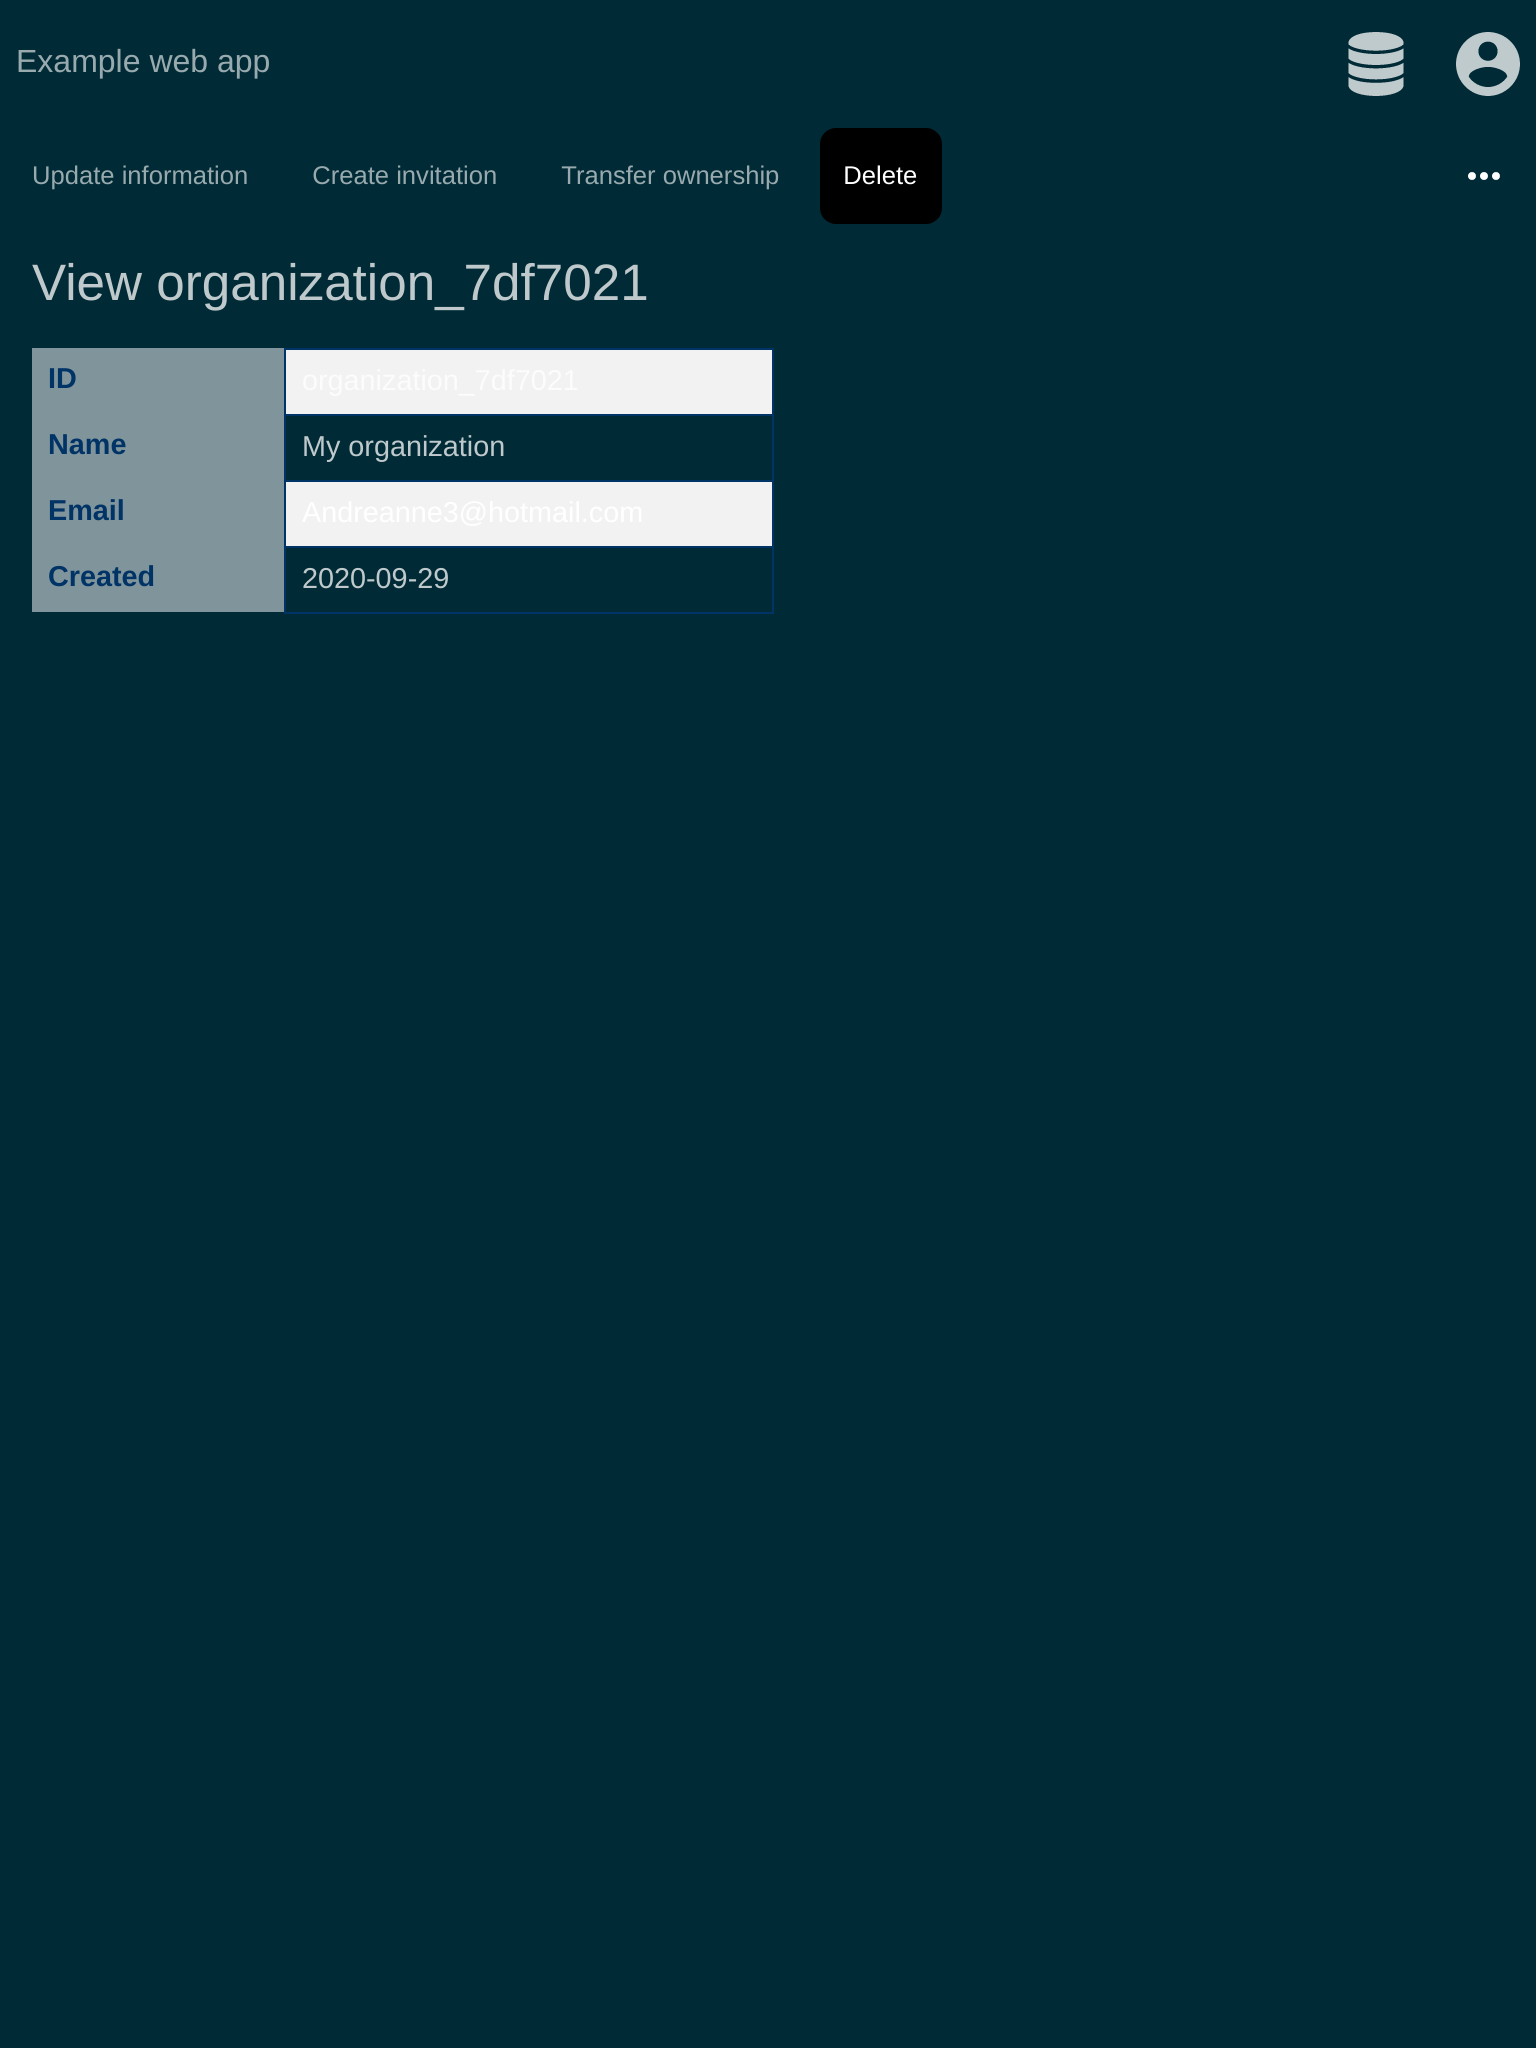 Example web app
Update information Create invitation Transfer ownership Delete
View organization_7df7021
ID organization_7df7021
Name My organization
Email Andreanne3@hotmail.com
Created 2020-09-29